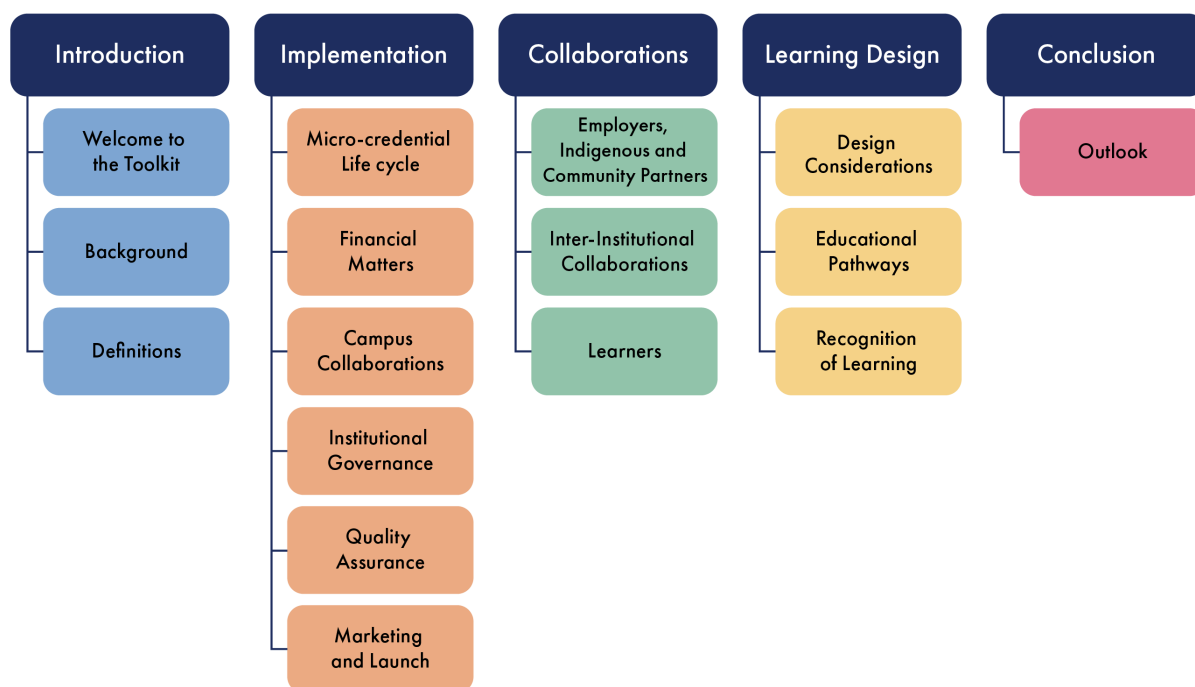 Introduction
Welcome to
the Toolkit
Background
Definitions
Implementation
Micro-credential
Life cycle
Financial
Matters
Campus
Collaborations
Institutional
Governance
Quality
Assurance
Marketing
and Launch
Collaborations
Employers,
Indigenous and
Community Partners
Inter-Institutional
Collaborations
Learners
Learning Design
Design
Considerations
Educational
Pathways
Recognition
of Learning
Conclusion
Outlook